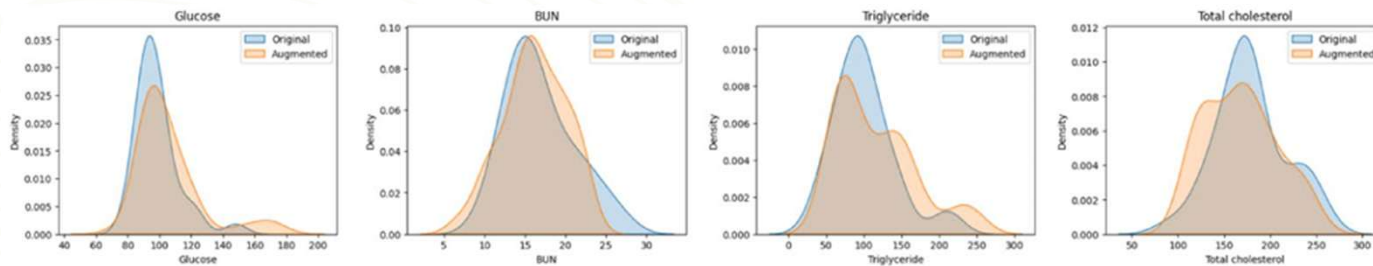 Glucose
Original
Augmented
Density
0.035
0.030
0.025
0.020
0.015
0.010
0.005
0.000
40 60 80 100 120 140 160 180 200
Glucose
BUN
Original
Augmented
Density
0.10
0.08
0.06
0.04
0.02
0.00
5 10 15 20 25 30
BUN
Triglyceride
Original
Augmented
Density
0.010
0.008
0.006
0.004
0.002
0.000
0 50 100 150 200 250 300
Triglyceride
Total cholesterol
Original
Augmented
Density
0.012
0.010
0.008
0.006
0.004
0.002
0.000
50 100 150 200 250 300
Total cholesterol